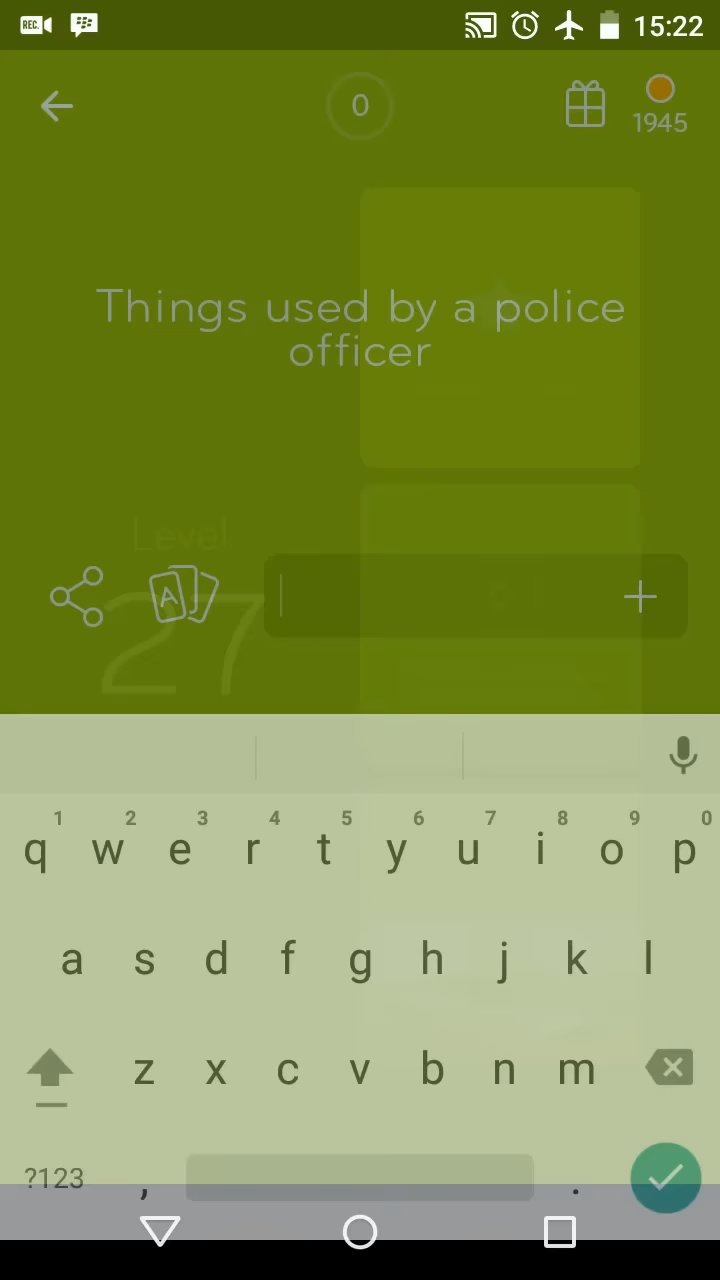 REC. 15:22
0
1945
Things used by a police
officer
Level
27
A
1 2 3 4 5 6 7 8 9 0
q w e r t y u i o p
a s d f g h j k l
z x c v b n m
?123 , .